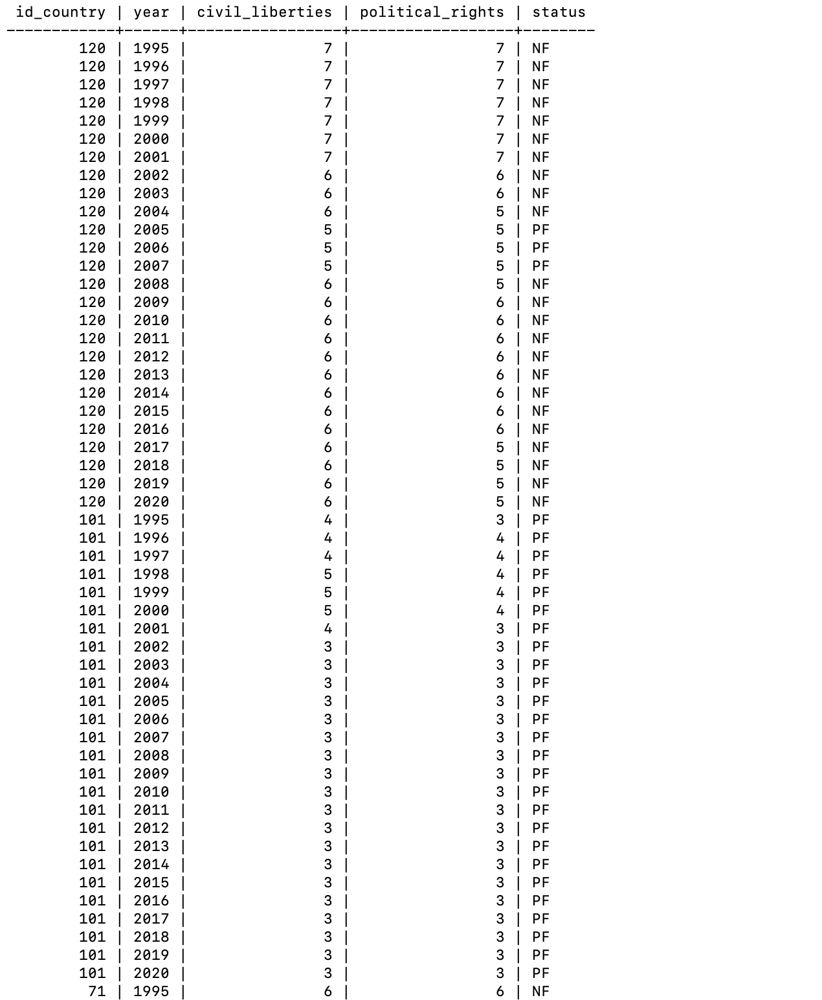 id_country | year | civil_liberties | political_rights | status
------------+------+-----------------+------------------+--------
        120 | 1995 |               7 |                7 | NF
        120 | 1996 |               7 |                7 | NF
        120 | 1997 |               7 |                7 | NF
        120 | 1998 |               7 |                7 | NF
        120 | 1999 |               7 |                7 | NF
        120 | 2000 |               7 |                7 | NF
        120 | 2001 |               7 |                7 | NF
        120 | 2002 |               6 |                6 | NF
        120 | 2003 |               6 |                6 | NF
        120 | 2004 |               6 |                5 | NF
        120 | 2005 |               5 |                5 | PF
        120 | 2006 |               5 |                5 | PF
        120 | 2007 |               5 |                5 | PF
        120 | 2008 |               6 |                5 | NF
        120 | 2009 |               6 |                6 | NF
        120 | 2010 |               6 |                6 | NF
        120 | 2011 |               6 |                6 | NF
        120 | 2012 |               6 |                6 | NF
        120 | 2013 |               6 |                6 | NF
        120 | 2014 |               6 |                6 | NF
        120 | 2015 |               6 |                6 | NF
        120 | 2016 |               6 |                6 | NF
        120 | 2017 |               6 |                5 | NF
        120 | 2018 |               6 |                5 | NF
        120 | 2019 |               6 |                5 | NF
        120 | 2020 |               6 |                5 | NF
        101 | 1995 |               4 |                3 | PF
        101 | 1996 |               4 |                4 | PF
        101 | 1997 |               4 |                4 | PF
        101 | 1998 |               5 |                4 | PF
        101 | 1999 |               5 |                4 | PF
        101 | 2000 |               5 |                4 | PF
        101 | 2001 |               4 |                3 | PF
        101 | 2002 |               3 |                3 | PF
        101 | 2003 |               3 |                3 | PF
        101 | 2004 |               3 |                3 | PF
        101 | 2005 |               3 |                3 | PF
        101 | 2006 |               3 |                3 | PF
        101 | 2007 |               3 |                3 | PF
        101 | 2008 |               3 |                3 | PF
        101 | 2009 |               3 |                3 | PF
        101 | 2010 |               3 |                3 | PF
        101 | 2011 |               3 |                3 | PF
        101 | 2012 |               3 |                3 | PF
        101 | 2013 |               3 |                3 | PF
        101 | 2014 |               3 |                3 | PF
        101 | 2015 |               3 |                3 | PF
        101 | 2016 |               3 |                3 | PF
        101 | 2017 |               3 |                3 | PF
        101 | 2018 |               3 |                3 | PF
        101 | 2019 |               3 |                3 | PF
        101 | 2020 |               3 |                3 | PF
         71 | 1995 |               6 |                6 | NF